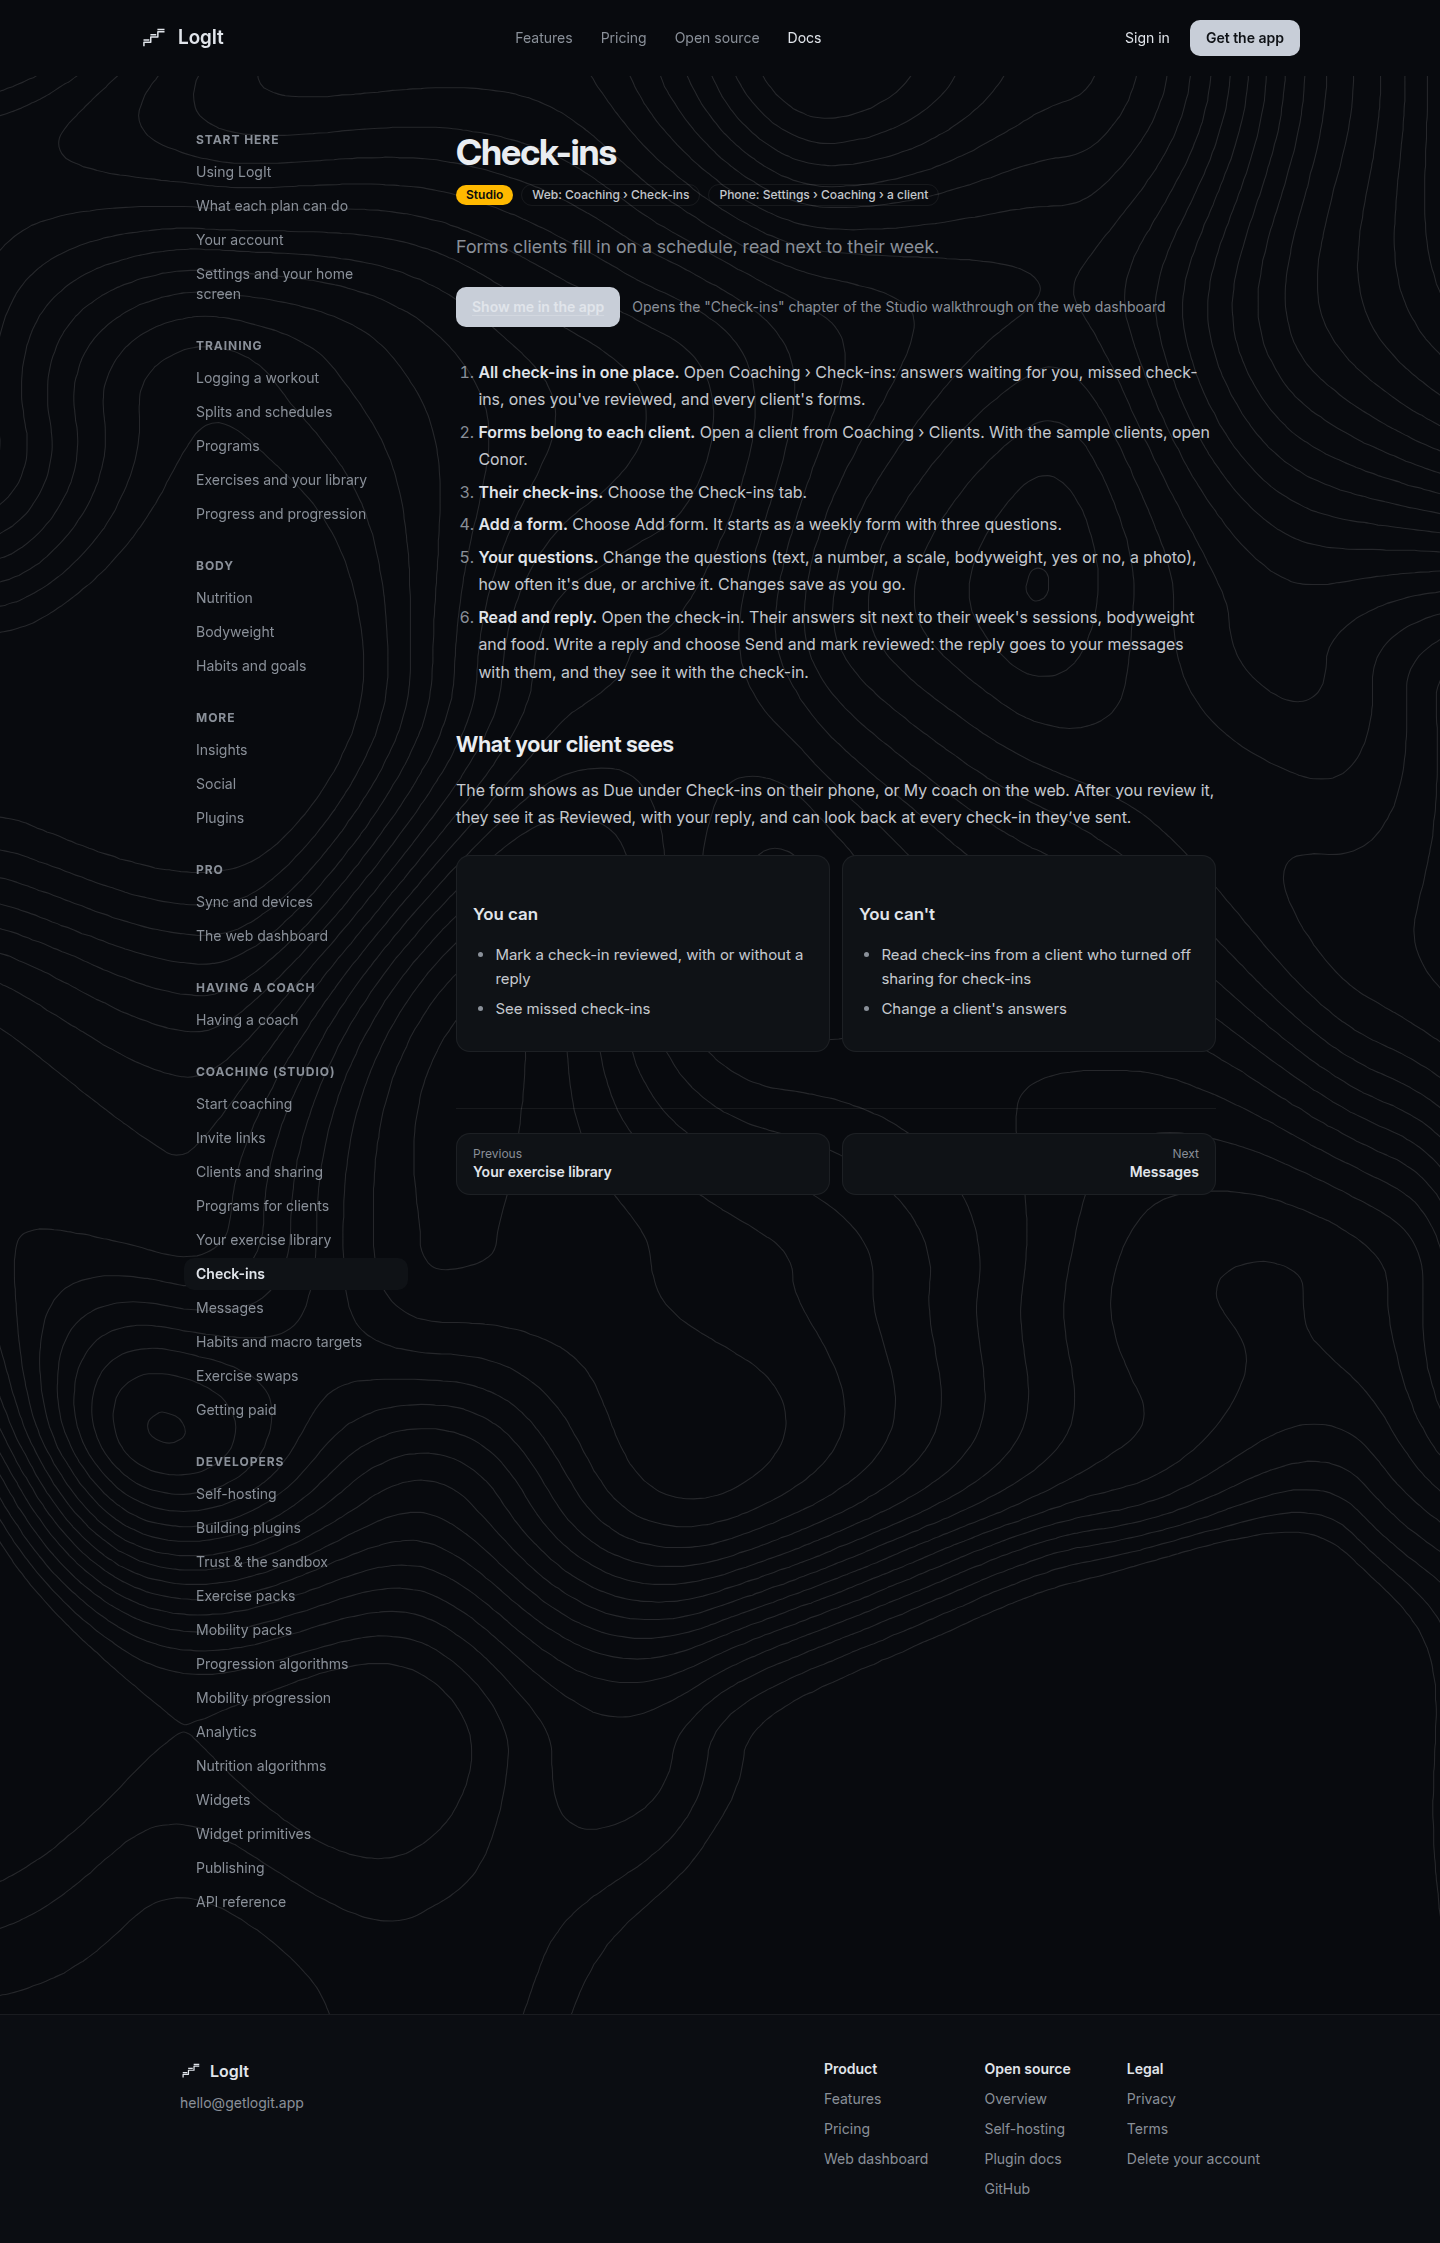 LogIt
Features
Pricing
Open source
Docs
Sign in
Get the app
START HERE
Using LogIt
What each plan can do
Your account
Settings and your home
screen
TRAINING
Logging a workout
Splits and schedules
Programs
Exercises and your library
Progress and progression
BODY
Nutrition
Bodyweight
Habits and goals
MORE
Insights
Social
Plugins
PRO
Sync and devices
The web dashboard
HAVING A COACH
Having a coach
COACHING (STUDIO)
Start coaching
Invite links
Clients and sharing
Programs for clients
Your exercise library
Check-ins
Messages
Habits and macro targets
Exercise swaps
Getting paid
DEVELOPERS
Self-hosting
Building plugins
Trust & the sandbox
Exercise packs
Mobility packs
Progression algorithms
Mobility progression
Analytics
Nutrition algorithms
Widgets
Widget primitives
Publishing
API reference
Check-ins
Studio
Web: Coaching › Check-ins
Phone: Settings › Coaching › a client
Forms clients fill in on a schedule, read next to their week.
Show me in the app
Opens the "Check-ins" chapter of the Studio walkthrough on the web dashboard
1. All check-ins in one place. Open Coaching › Check-ins: answers waiting for you, missed check-
ins, ones you've reviewed, and every client's forms.
2. Forms belong to each client. Open a client from Coaching › Clients. With the sample clients, open
Conor.
3. Their check-ins. Choose the Check-ins tab.
4. Add a form. Choose Add form. It starts as a weekly form with three questions.
5. Your questions. Change the questions (text, a number, a scale, bodyweight, yes or no, a photo),
how often it's due, or archive it. Changes save as you go.
6. Read and reply. Open the check-in. Their answers sit next to their week's sessions, bodyweight
and food. Write a reply and choose Send and mark reviewed: the reply goes to your messages
with them, and they see it with the check-in.
What your client sees
The form shows as Due under Check-ins on their phone, or My coach on the web. After you review it,
they see it as Reviewed, with your reply, and can look back at every check-in they’ve sent.
You can
• Mark a check-in reviewed, with or without a
reply
• See missed check-ins
You can't
• Read check-ins from a client who turned off
sharing for check-ins
• Change a client's answers
Previous
Your exercise library
Next
Messages
LogIt
hello@getlogit.app
Product
Features
Pricing
Web dashboard
Open source
Overview
Self-hosting
Plugin docs
GitHub
Legal
Privacy
Terms
Delete your account